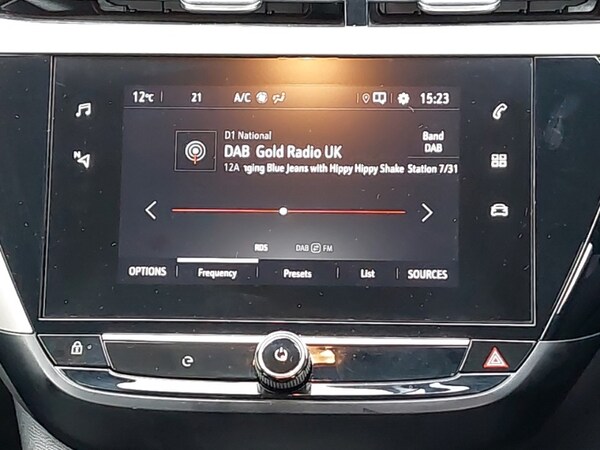 12°C 21 A/C 15:23
D1 National
DAB Gold Radio UK
Band
DAB
12A nging Blue Jeans with Hippy Hippy Shake Station 7/31
N
RDS DAB FM
OPTIONS Frequency Presets List SOURCES